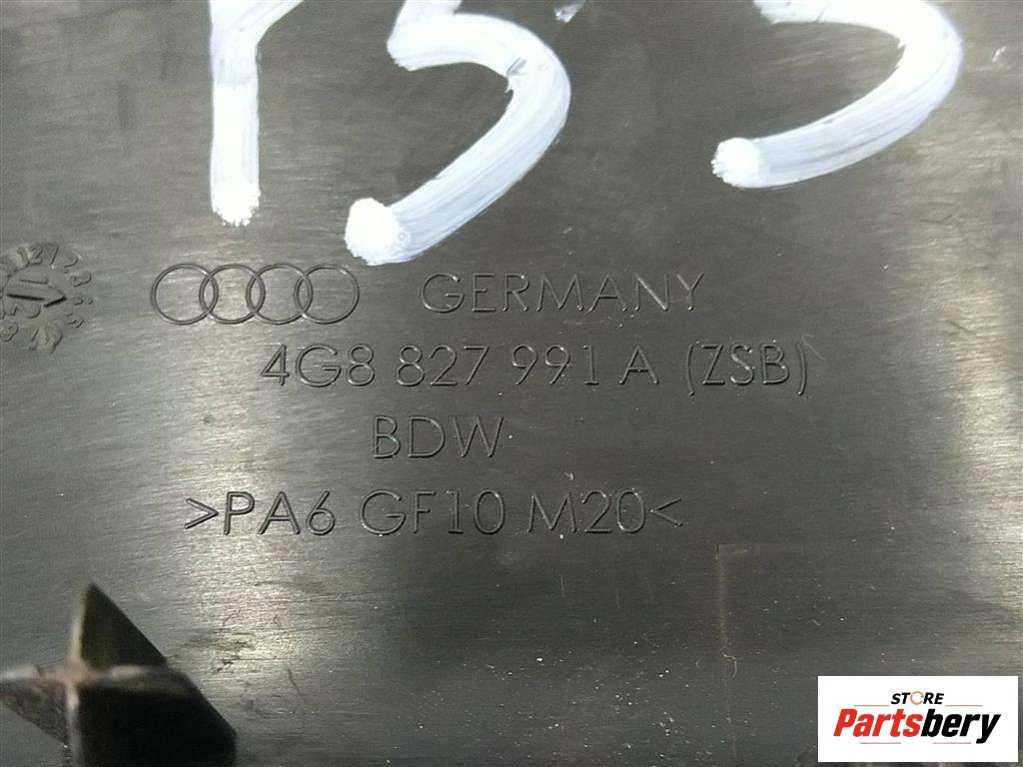 GERMANY
4G8 827 991 A (ZSB)
BDW
>PA6 GF10 M20<
STORE
Partsbery